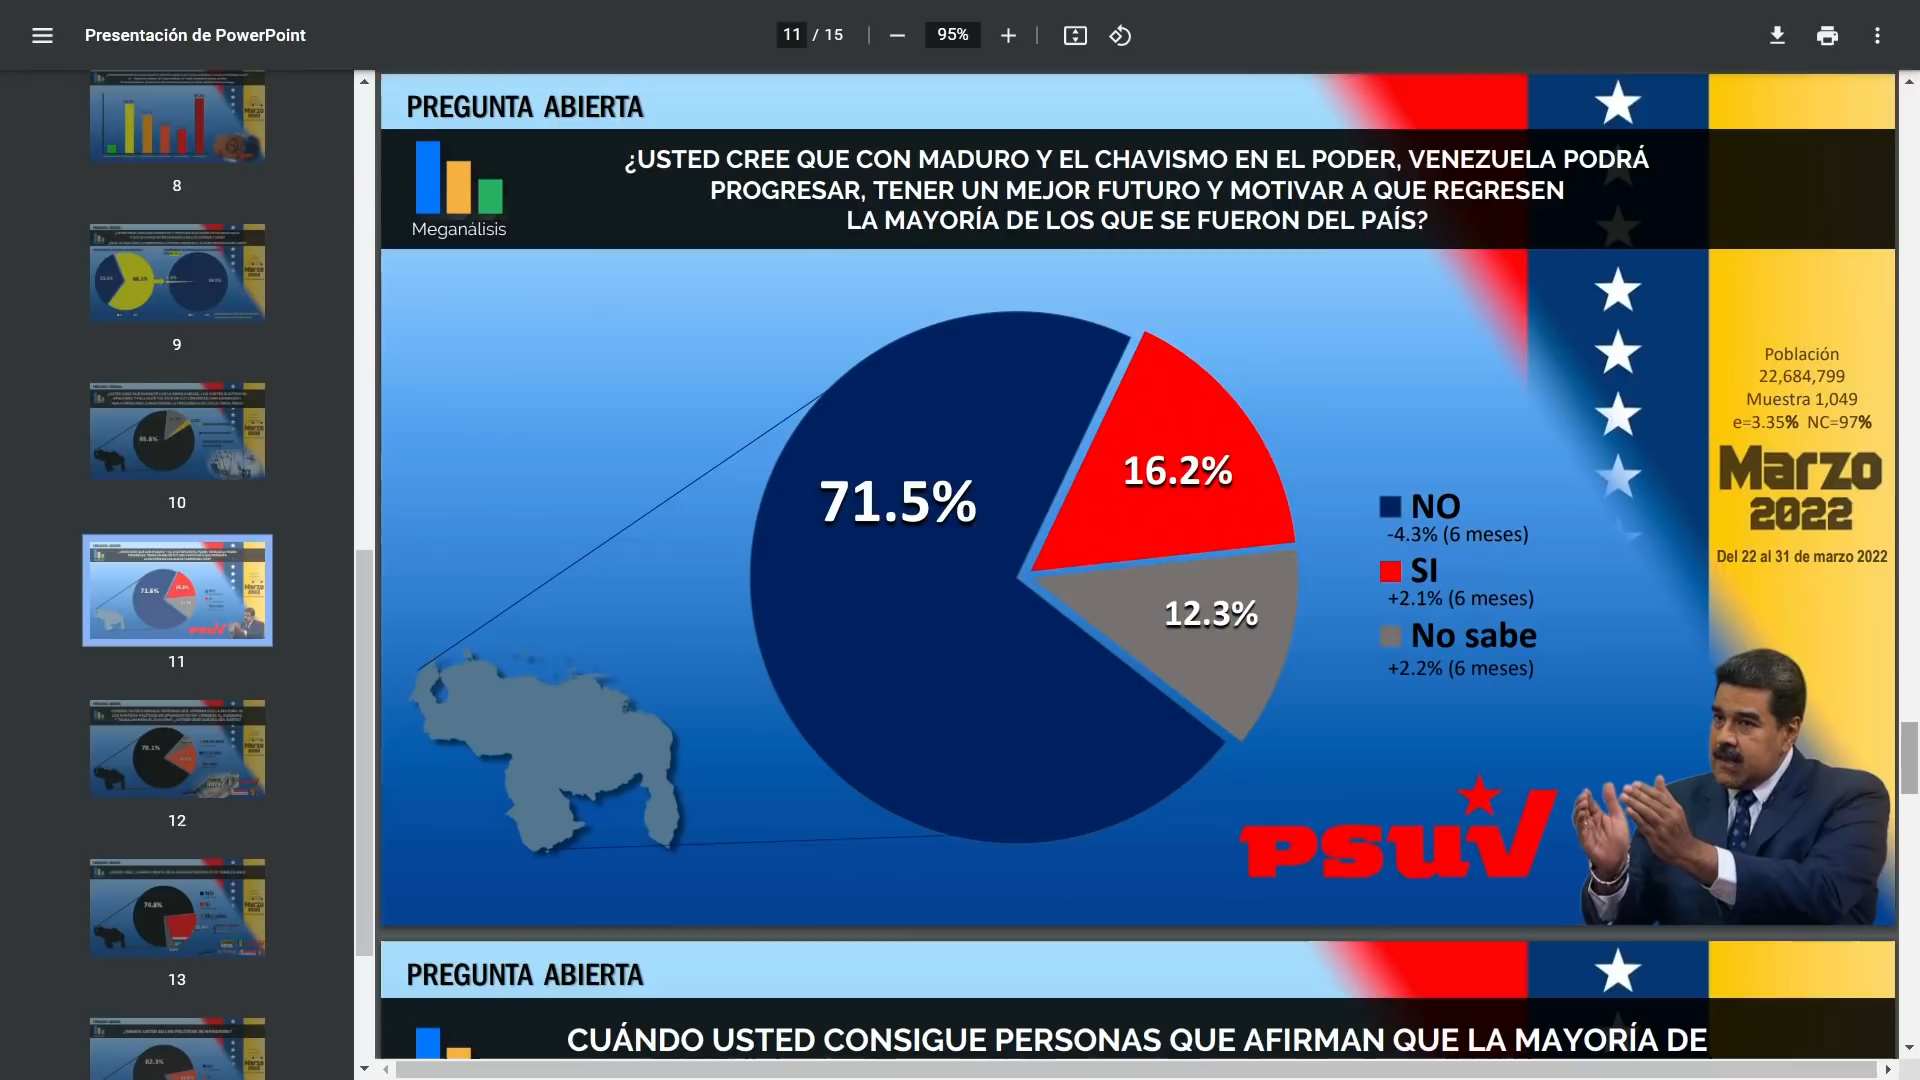 Presentación de PowerPoint
11 / 15
95%
8
9
10
11
12
13
PREGUNTA ABIERTA
¿USTED CREE QUE CON MADURO Y EL CHAVISMO EN EL PODER, VENEZUELA PODRÁ
PROGRESAR, TENER UN MEJOR FUTURO Y MOTIVAR A QUE REGRESEN
LA MAYORÍA DE LOS QUE SE FUERON DEL PAÍS?
Meganálisis
71.5%
16.2%
12.3%
NO
-4.3% (6 meses)
SI
+2.1% (6 meses)
No sabe
+2.2% (6 meses)
Población
22,684,799
Muestra 1,049
e=3.35% NC=97%
Marzo
2022
Del 22 al 31 de marzo 2022
PSUV
PREGUNTA ABIERTA
CUÁNDO USTED CONSIGUE PERSONAS QUE AFIRMAN QUE LA MAYORÍA DE